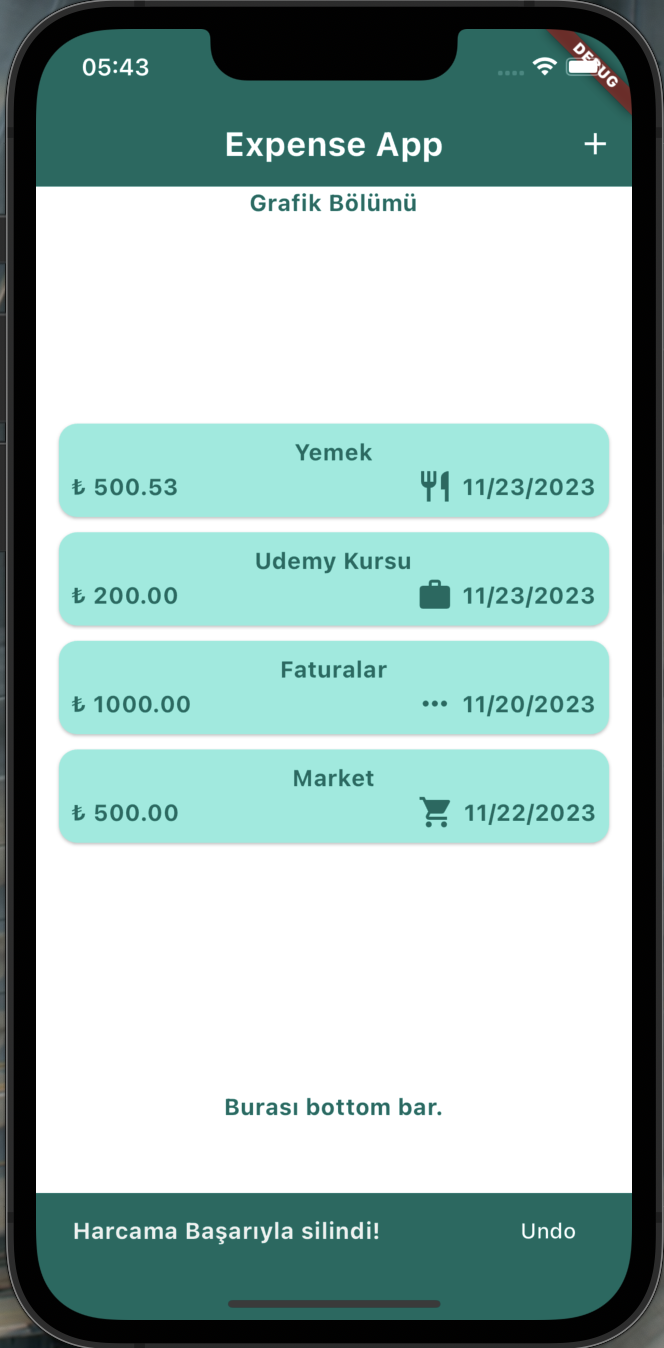 05:43
DEBUG
Expense App
Grafik Bölümü
Yemek
₺ 500.53
11/23/2023
Udemy Kursu
₺ 200.00
11/23/2023
Faturalar
₺ 1000.00
11/20/2023
Market
₺ 500.00
11/22/2023
Burası bottom bar.
Harcama Başarıyla silindi!
Undo